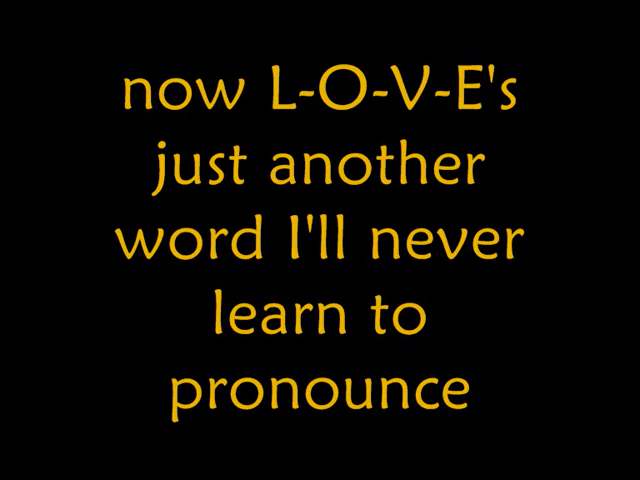 now L-O-V-E's
just another
word I'll never
learn to
pronounce